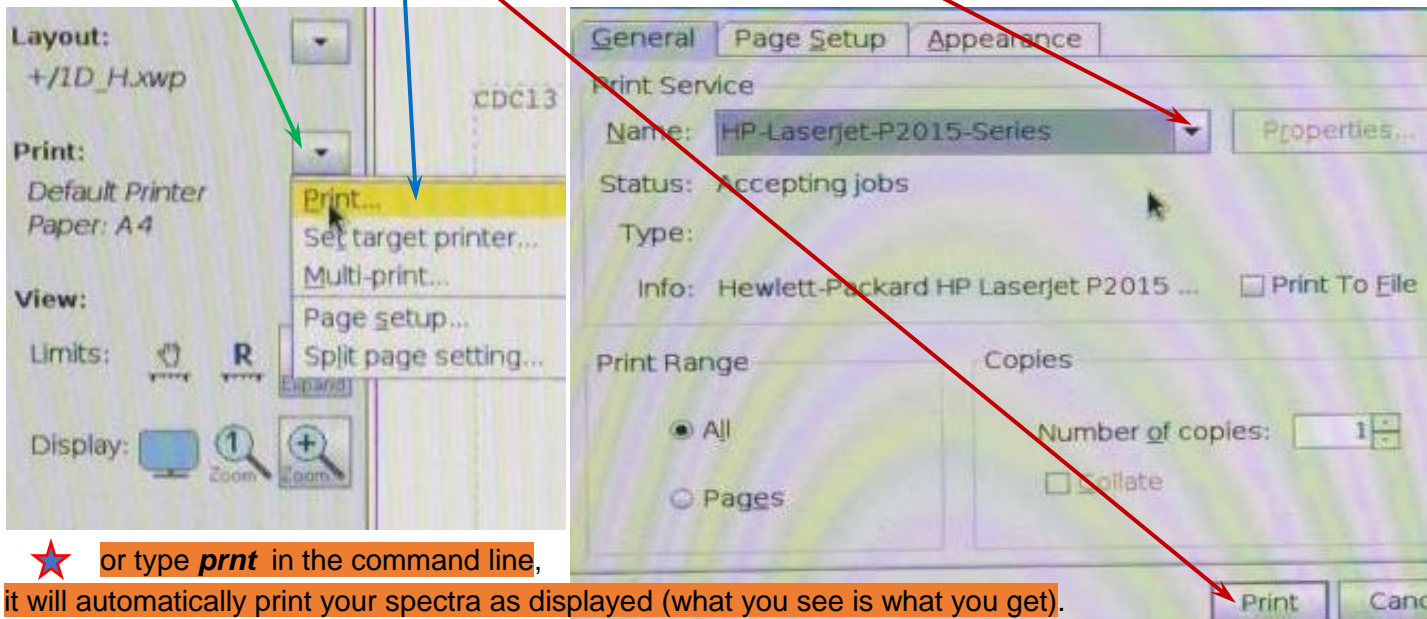 Layout:
+/1D_H.xwp
CDC13
Print:
Default Printer
Paper: A4
Print...
Set target printer...
Multi-print...
Page setup...
Split page setting...
View:
Limits:
R
Expand
Display:
1
Zoom
Zoom
General Page Setup Appearance
Print Service
Name: HP-Laserjet-P2015-Series Properties...
Status: Accepting jobs
Type:
Info: Hewlett-Packard HP Laserjet P2015 ... Print To File
Print Range
All
Pages
Copies
Number of copies: 1
Collate
Print
or type prnt in the command line,
it will automatically print your spectra as displayed (what you see is what you get).